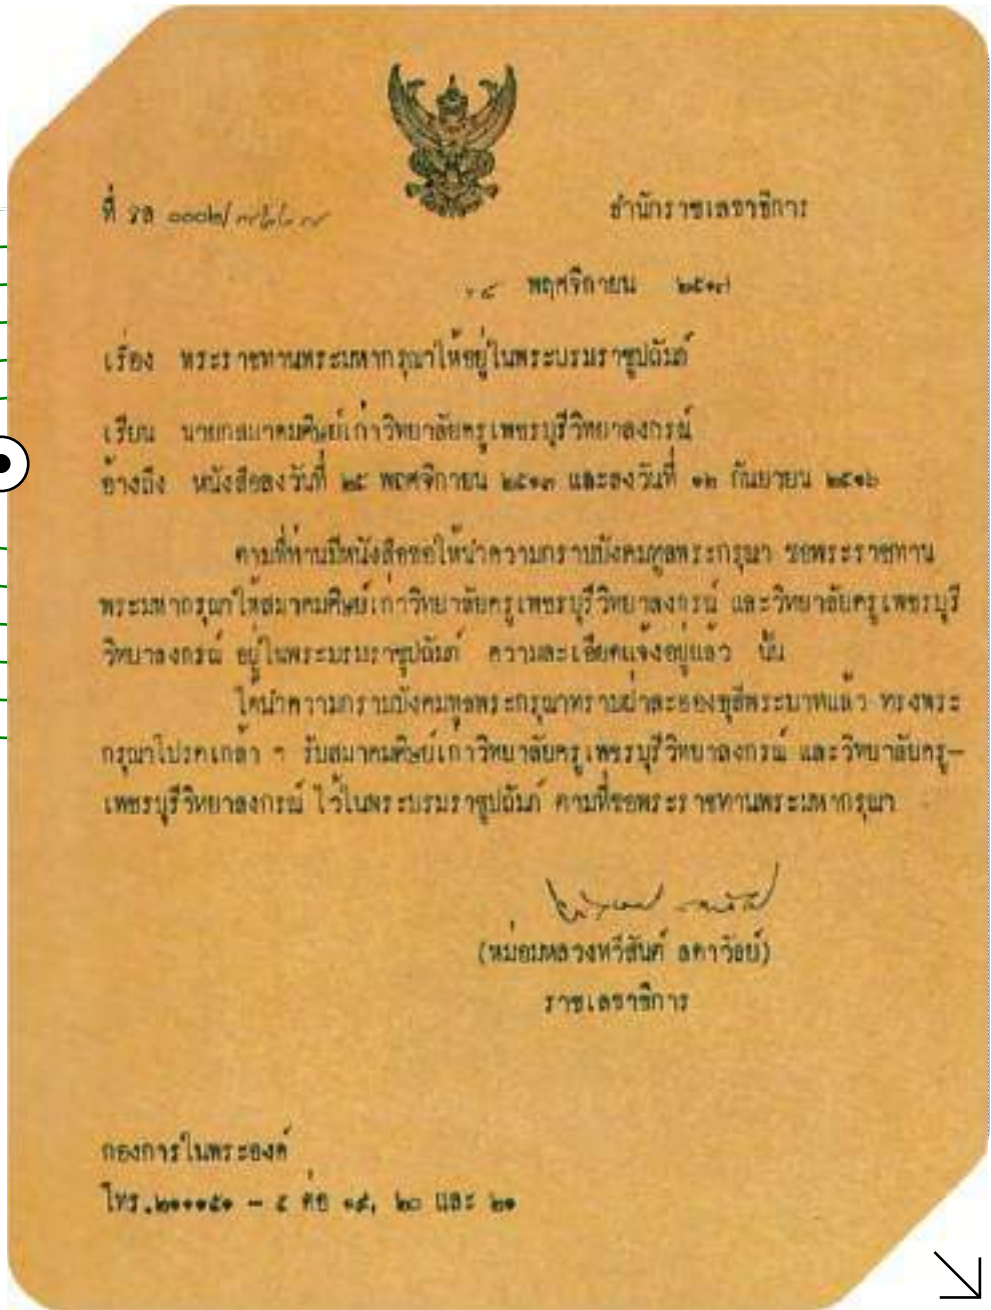 ที่ รล ๐๐๐๒/
สำนักราชเลขาธิการ
พฤศจิกายน ๒๕๑๗
เรื่อง พระราชทานพระมหากรุณาให้อยู่ในพระบรมราชูปถัมภ์
เรียน นายกสมาคมศิษย์เก่าวิทยาลัยครูเพชรบุรีวิทยาลงกรณ์
อ้างถึง หนังสือลงวันที่ ๒๕ พฤศจิกายน ๒๕๑๓ และลงวันที่ ๑๒ กันยายน ๒๕๑๖
ตามที่ท่านมีหนังสือขอให้นำความกราบบังคมทูลพระกรุณา ขอพระราชทาน
พระมหากรุณาให้สมาคมศิษย์เก่าวิทยาลัยครูเพชรบุรีวิทยาลงกรณ์ และวิทยาลัยครูเพชรบุรี
วิทยาลงกรณ์ อยู่ในพระบรมราชูปถัมภ์ ความละเอียดแจ้งอยู่แล้ว นั้น
ได้นำความกราบบังคมทูลพระกรุณาทราบฝ่าละอองธุลีพระบาทแล้ว ทรงพระ
กรุณาโปรดเกล้า ฯ รับสมาคมศิษย์เก่าวิทยาลัยครูเพชรบุรีวิทยาลงกรณ์ และวิทยาลัยครู-
เพชรบุรีวิทยาลงกรณ์ ไว้ในพระบรมราชูปถัมภ์ ตามที่ขอพระราชทานพระมหากรุณา
(หม่อมหลวงทวีสันต์ ลดาวัลย์)
ราชเลขาธิการ
กองการในพระองค์
โทร.๒๑๑๑๕๑ - ๕ ต่อ ๑๙, ๒๐ และ ๒๑